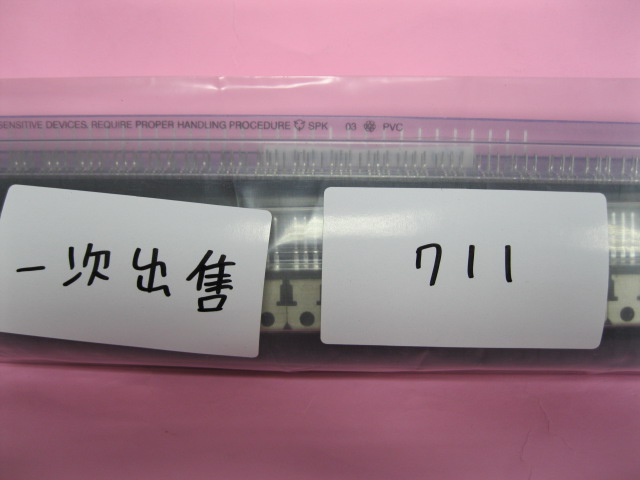 SENSITIVE DEVICES. REQUIRE PROPER HANDLING PROCEDURE SPK 03 PVC
一次出售
711